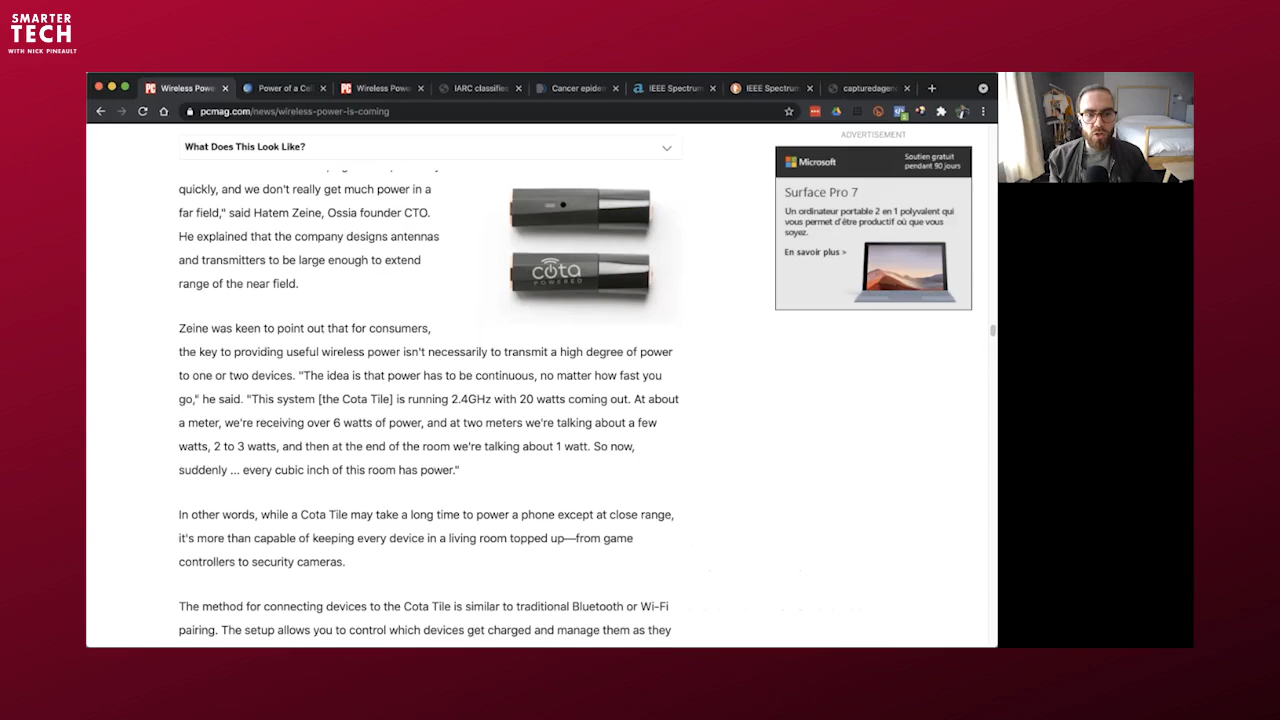 SMARTER
TECH
WITH NICK PINEAULT
Wireless Powe
Power of a Cel
Wireless Powe
IARC classifies
Cancer epiden
IEEE Spectrum
IEEE Spectrum
capturedagen
pcmag.com/news/wireless-power-is-coming
What Does This Look Like?
quickly, and we don't really get much power in a
far field," said Hatem Zeine, Ossia founder CTO.
He explained that the company designs antennas
and transmitters to be large enough to extend
range of the near field.
cota
POWERED
Zeine was keen to point out that for consumers,
the key to providing useful wireless power isn't necessarily to transmit a high degree of power
to one or two devices. "The idea is that power has to be continuous, no matter how fast you
go," he said. "This system [the Cota Tile] is running 2.4GHz with 20 watts coming out. At about
a meter, we're receiving over 6 watts of power, and at two meters we're talking about a few
watts, 2 to 3 watts, and then at the end of the room we're talking about 1 watt. So now,
suddenly ... every cubic inch of this room has power."
In other words, while a Cota Tile may take a long time to power a phone except at close range,
it's more than capable of keeping every device in a living room topped up—from game
controllers to security cameras.
The method for connecting devices to the Cota Tile is similar to traditional Bluetooth or Wi-Fi
pairing. The setup allows you to control which devices get charged and manage them as they
ADVERTISEMENT
Microsoft
Soutien gratuit
pendant 90 jours
Surface Pro 7
Un ordinateur portable 2 en 1 polyvalent qui
vous permet d'être productif où que vous
soyez.
En savoir plus >